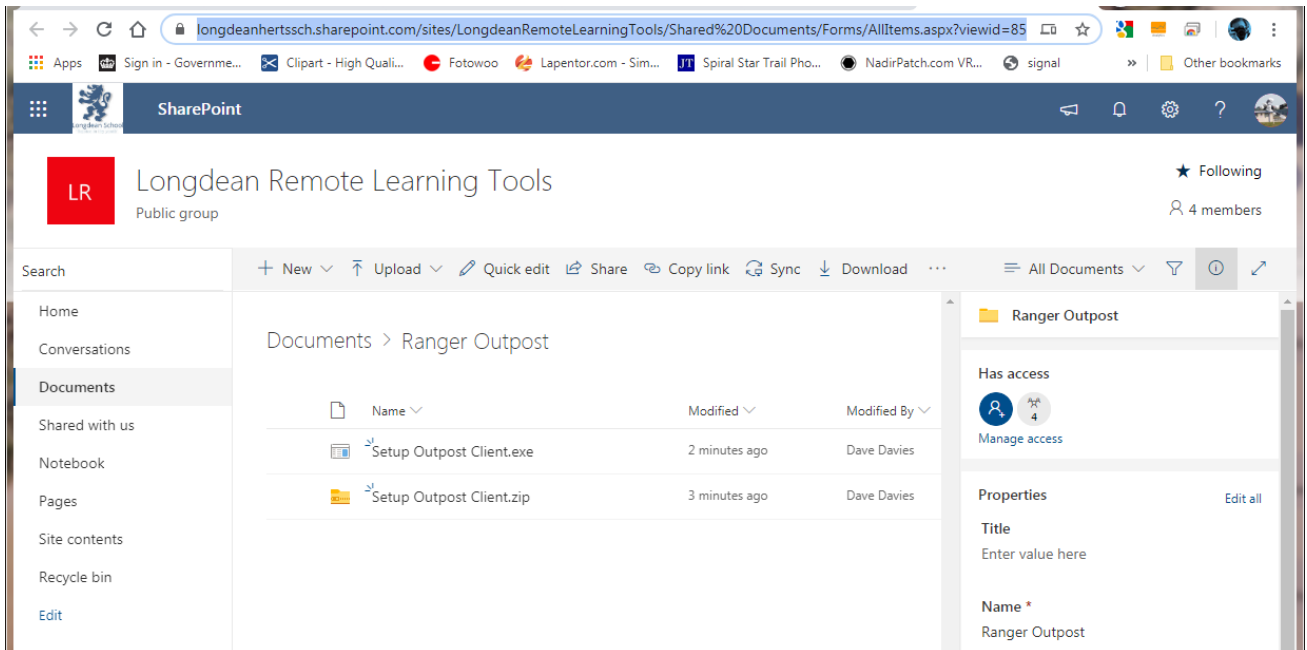 longdeanhertssch.sharepoint.com/sites/LongdeanRemoteLearningTools/Shared%20Documents/Forms/AllItems.aspx?viewid=85
Apps Sign in - Governme... Clipart - High Quali... Fotowoo Lapentor.com - Sim... JT Spiral Star Trail Pho... NadirPatch.com VR... signal » Other bookmarks
Longdean School SharePoint ?
LR Longdean Remote Learning Tools Following
Public group 4 members
Search + New Upload Quick edit Share Copy link Sync Download ... All Documents
Home
Conversations
Documents
Shared with us
Notebook
Pages
Site contents
Recycle bin
Edit
Documents > Ranger Outpost
Name Modified Modified By
Setup Outpost Client.exe 2 minutes ago Dave Davies
Setup Outpost Client.zip 3 minutes ago Dave Davies
Ranger Outpost
Has access
4
Manage access
Properties Edit all
Title
Enter value here
Name *
Ranger Outpost